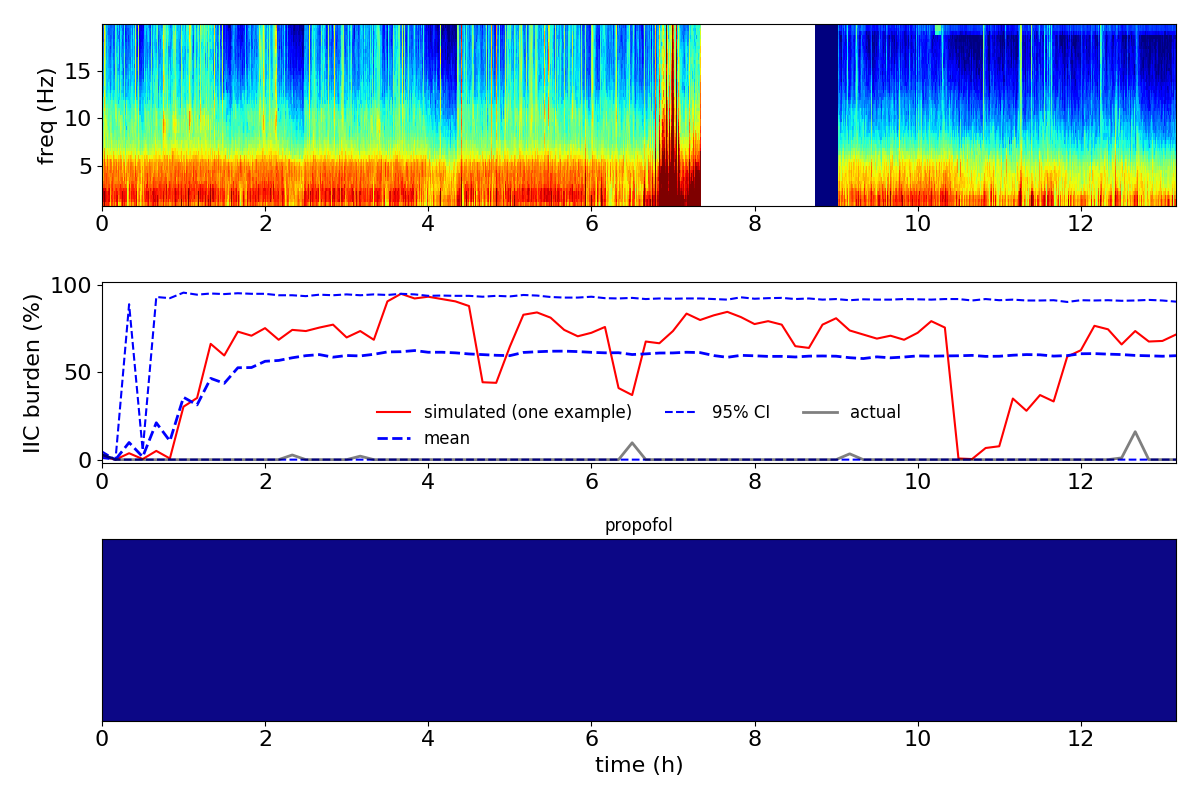 freq (Hz)
15
10
5
0 2 4 6 8 10 12
IIC burden (%)
100
50
0
simulated (one example)
mean
95% CI
actual
0 2 4 6 8 10 12
propofol
0 2 4 6 8 10 12
time (h)